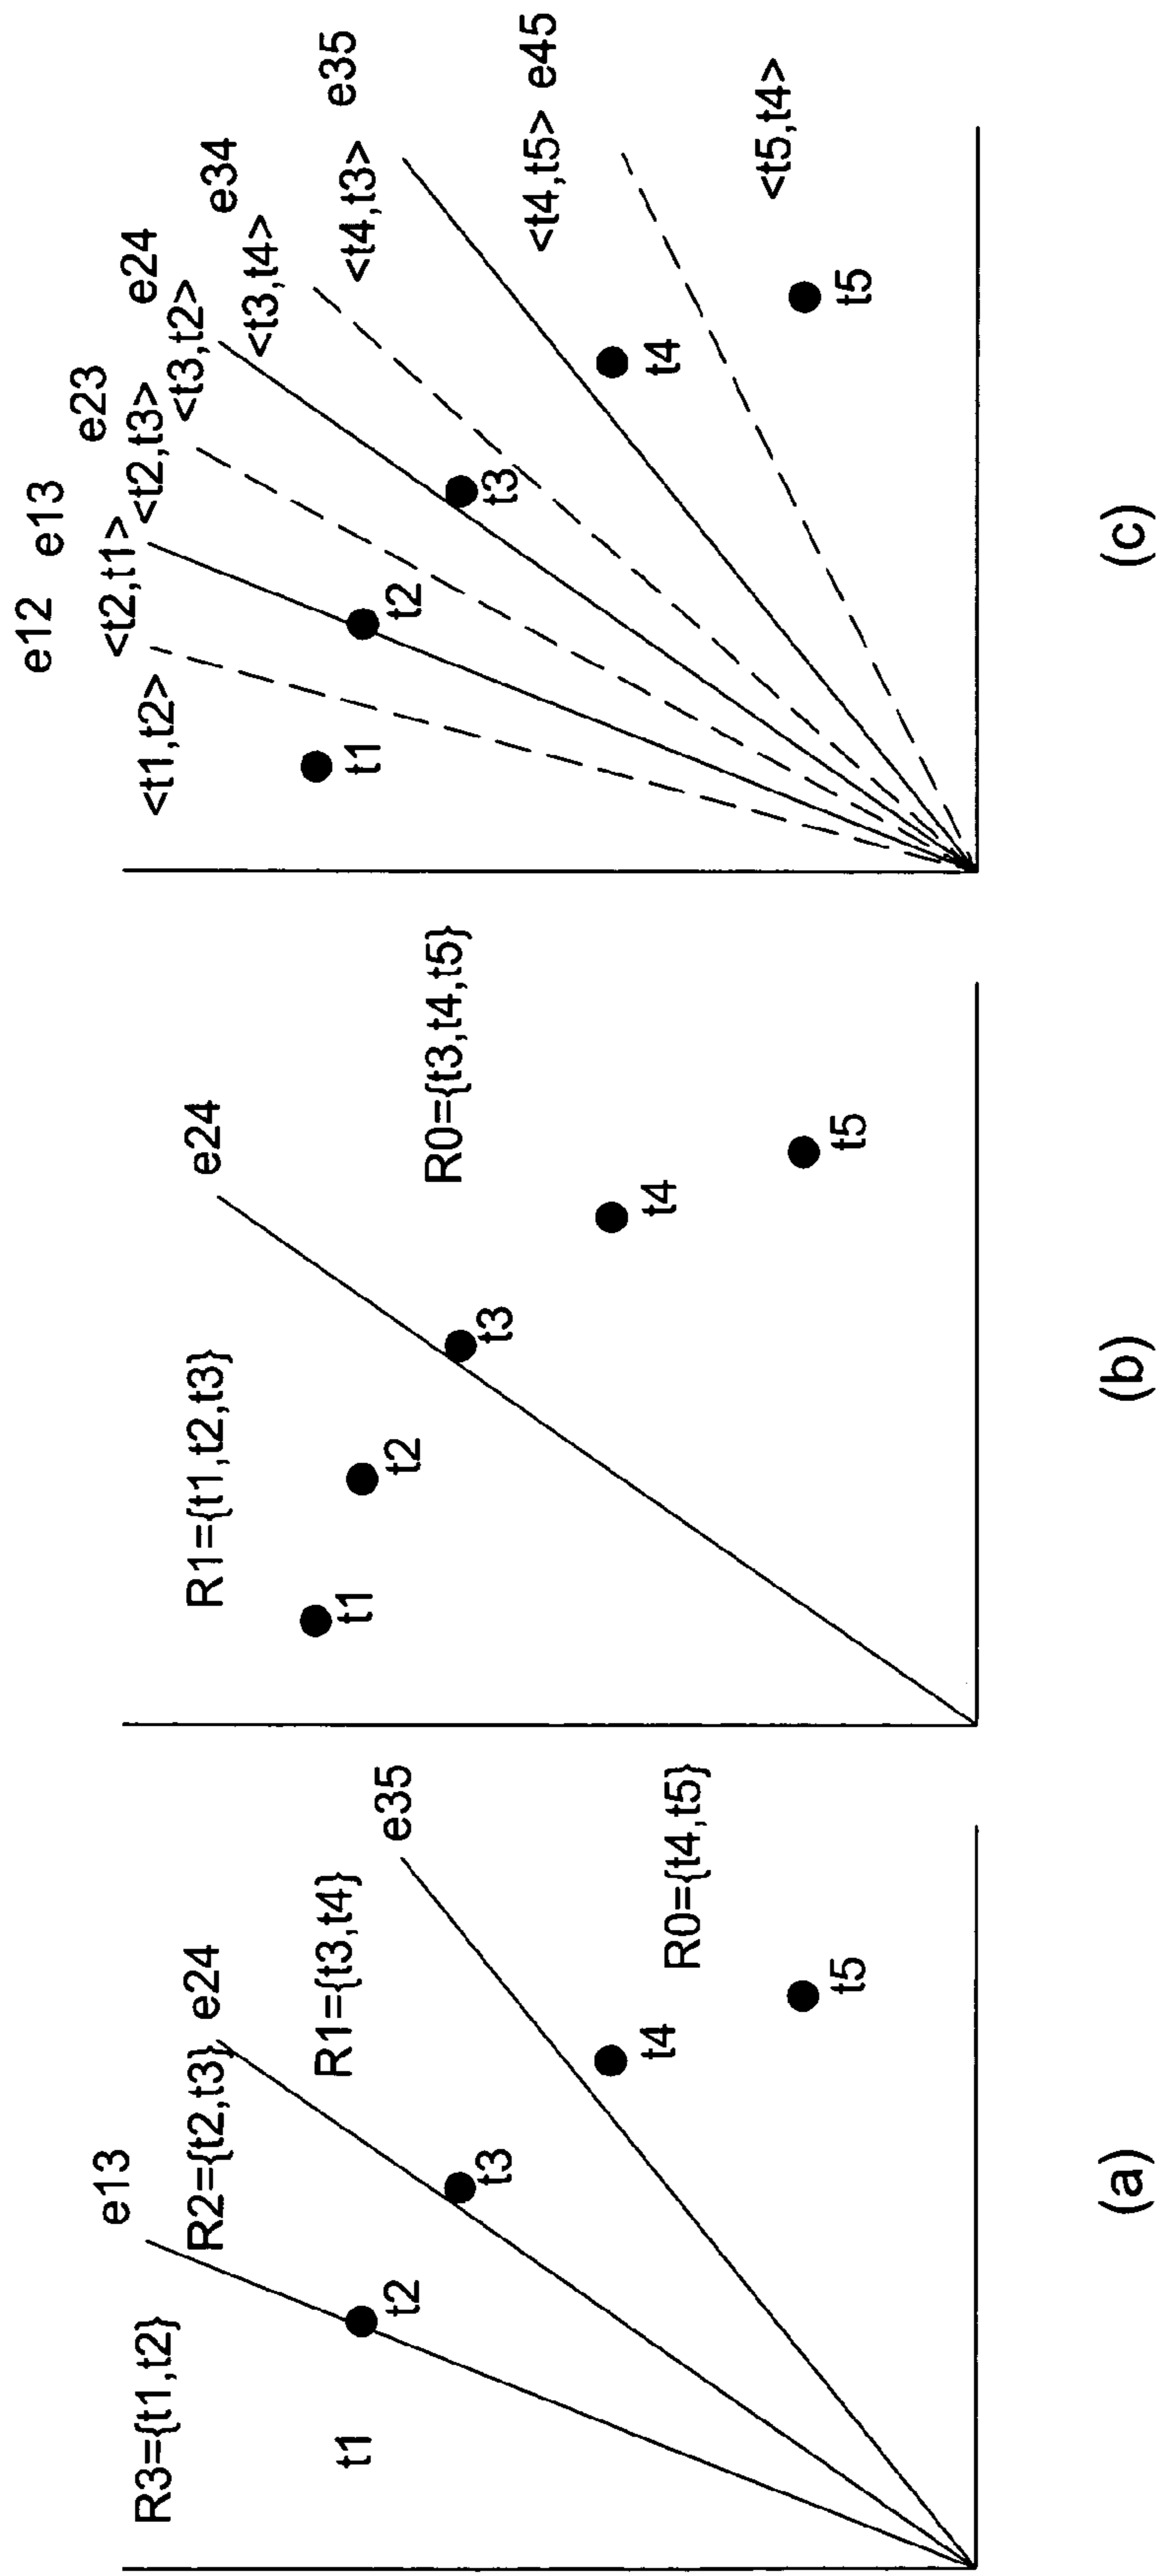 e13
R3={t1,t2}
R2={t2,t3}
e24
R1={t3,t4}
e35
t1
t2
t3
t4
R0={t4,t5}
t5
(a)
R1={t1,t2,t3}
e24
R0={t3,t4,t5}
t1
t2
t3
t4
t5
(b)
e12
e13
e23
e24
e34
e35
<t1,t2>
<t2,t1>
<t2,t3>
<t3,t2>
<t3,t4>
<t4,t3>
<t4,t5>
e45
<t5,t4>
t1
t2
t3
t4
t5
(c)